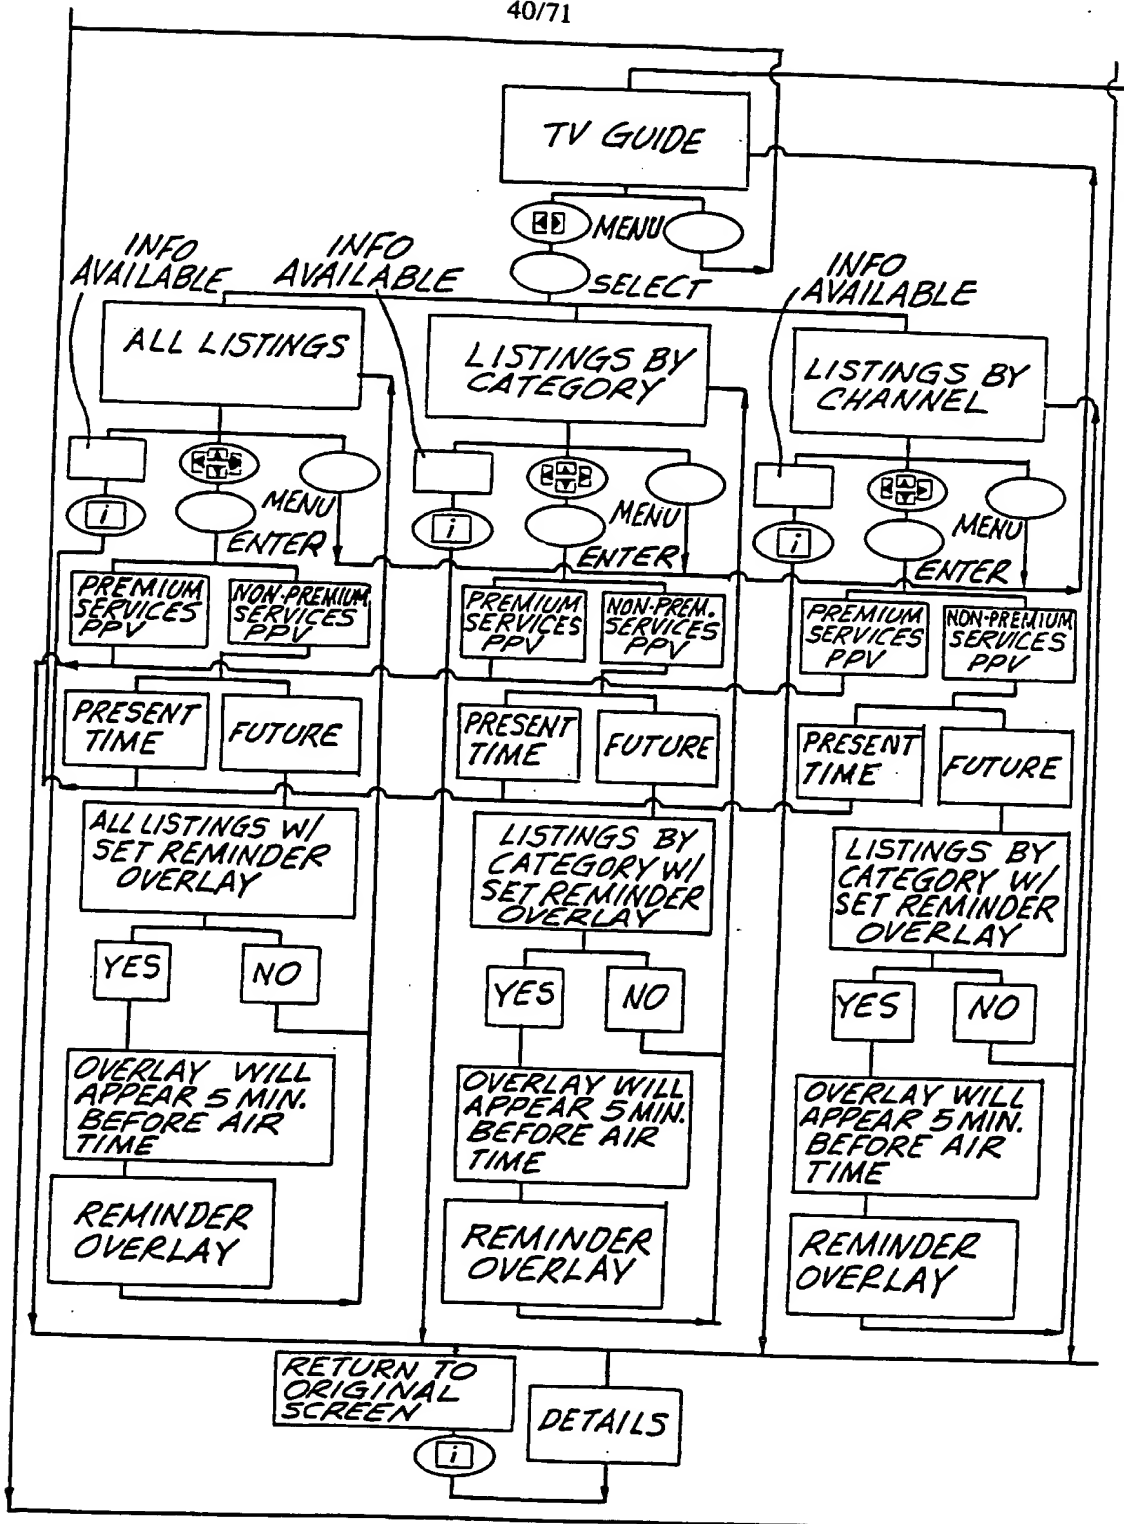 40/71
TV GUIDE
MENU
SELECT
INFO
AVAILABLE
INFO
AVAILABLE
INFO
AVAILABLE
ALL LISTINGS
LISTINGS BY
CATEGORY
LISTINGS BY
CHANNEL
i
MENU
ENTER
i
MENU
ENTER
i
MENU
ENTER
PREMIUM
SERVICES
PPV
NON-PREMIUM
SERVICES
PPV
PREMIUM
SERVICES
PPV
NON-PREM.
SERVICES
PPV
PREMIUM
SERVICES
PPV
NON-PREMIUM
SERVICES
PPV
PRESENT
TIME
FUTURE
PRESENT
TIME
FUTURE
PRESENT
TIME
FUTURE
ALL LISTINGS W/
SET REMINDER
OVERLAY
LISTINGS BY
CATEGORY W/
SET REMINDER
OVERLAY
LISTINGS BY
CATEGORY W/
SET REMINDER
OVERLAY
YES
NO
YES
NO
YES
NO
OVERLAY WILL
APPEAR 5 MIN.
BEFORE AIR
TIME
OVERLAY WILL
APPEAR 5 MIN.
BEFORE AIR
TIME
OVERLAY WILL
APPEAR 5 MIN.
BEFORE AIR
TIME
REMINDER
OVERLAY
REMINDER
OVERLAY
REMINDER
OVERLAY
RETURN TO
ORIGINAL
SCREEN
i
DETAILS